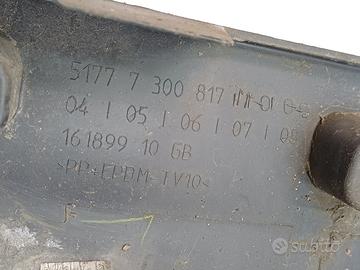 5177 7 300 817
04 | 05 | 06 | 07 | 08
161899 10 GB
>PP+EPDM-TV10<
subito